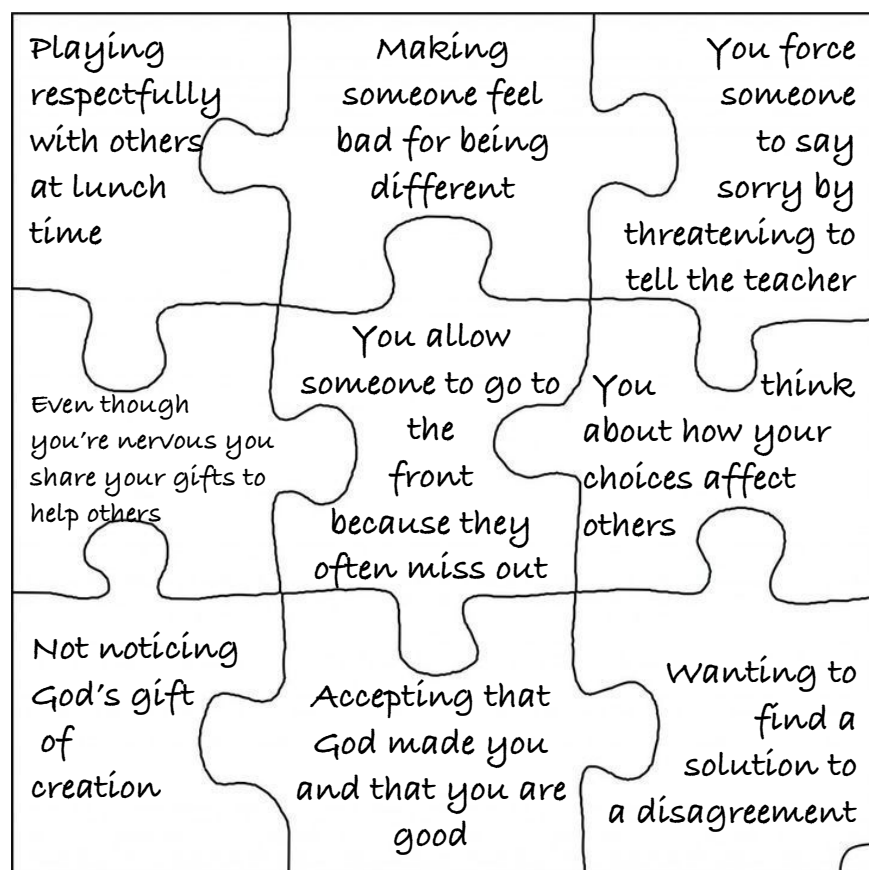 Playing
respectfully
with others
at lunch
time
Making
someone feel
bad for being
different
You force
someone
to say
sorry by
threatening to
tell the teacher
Even though
you're nervous you
share your gifts to
help others
You allow
someone to go to
the
front
because they
often miss out
You think
about how your
choices affect
others
Not noticing
God's gift
of
creation
Accepting that
God made you
and that you are
good
Wanting to
find a
solution to
a disagreement